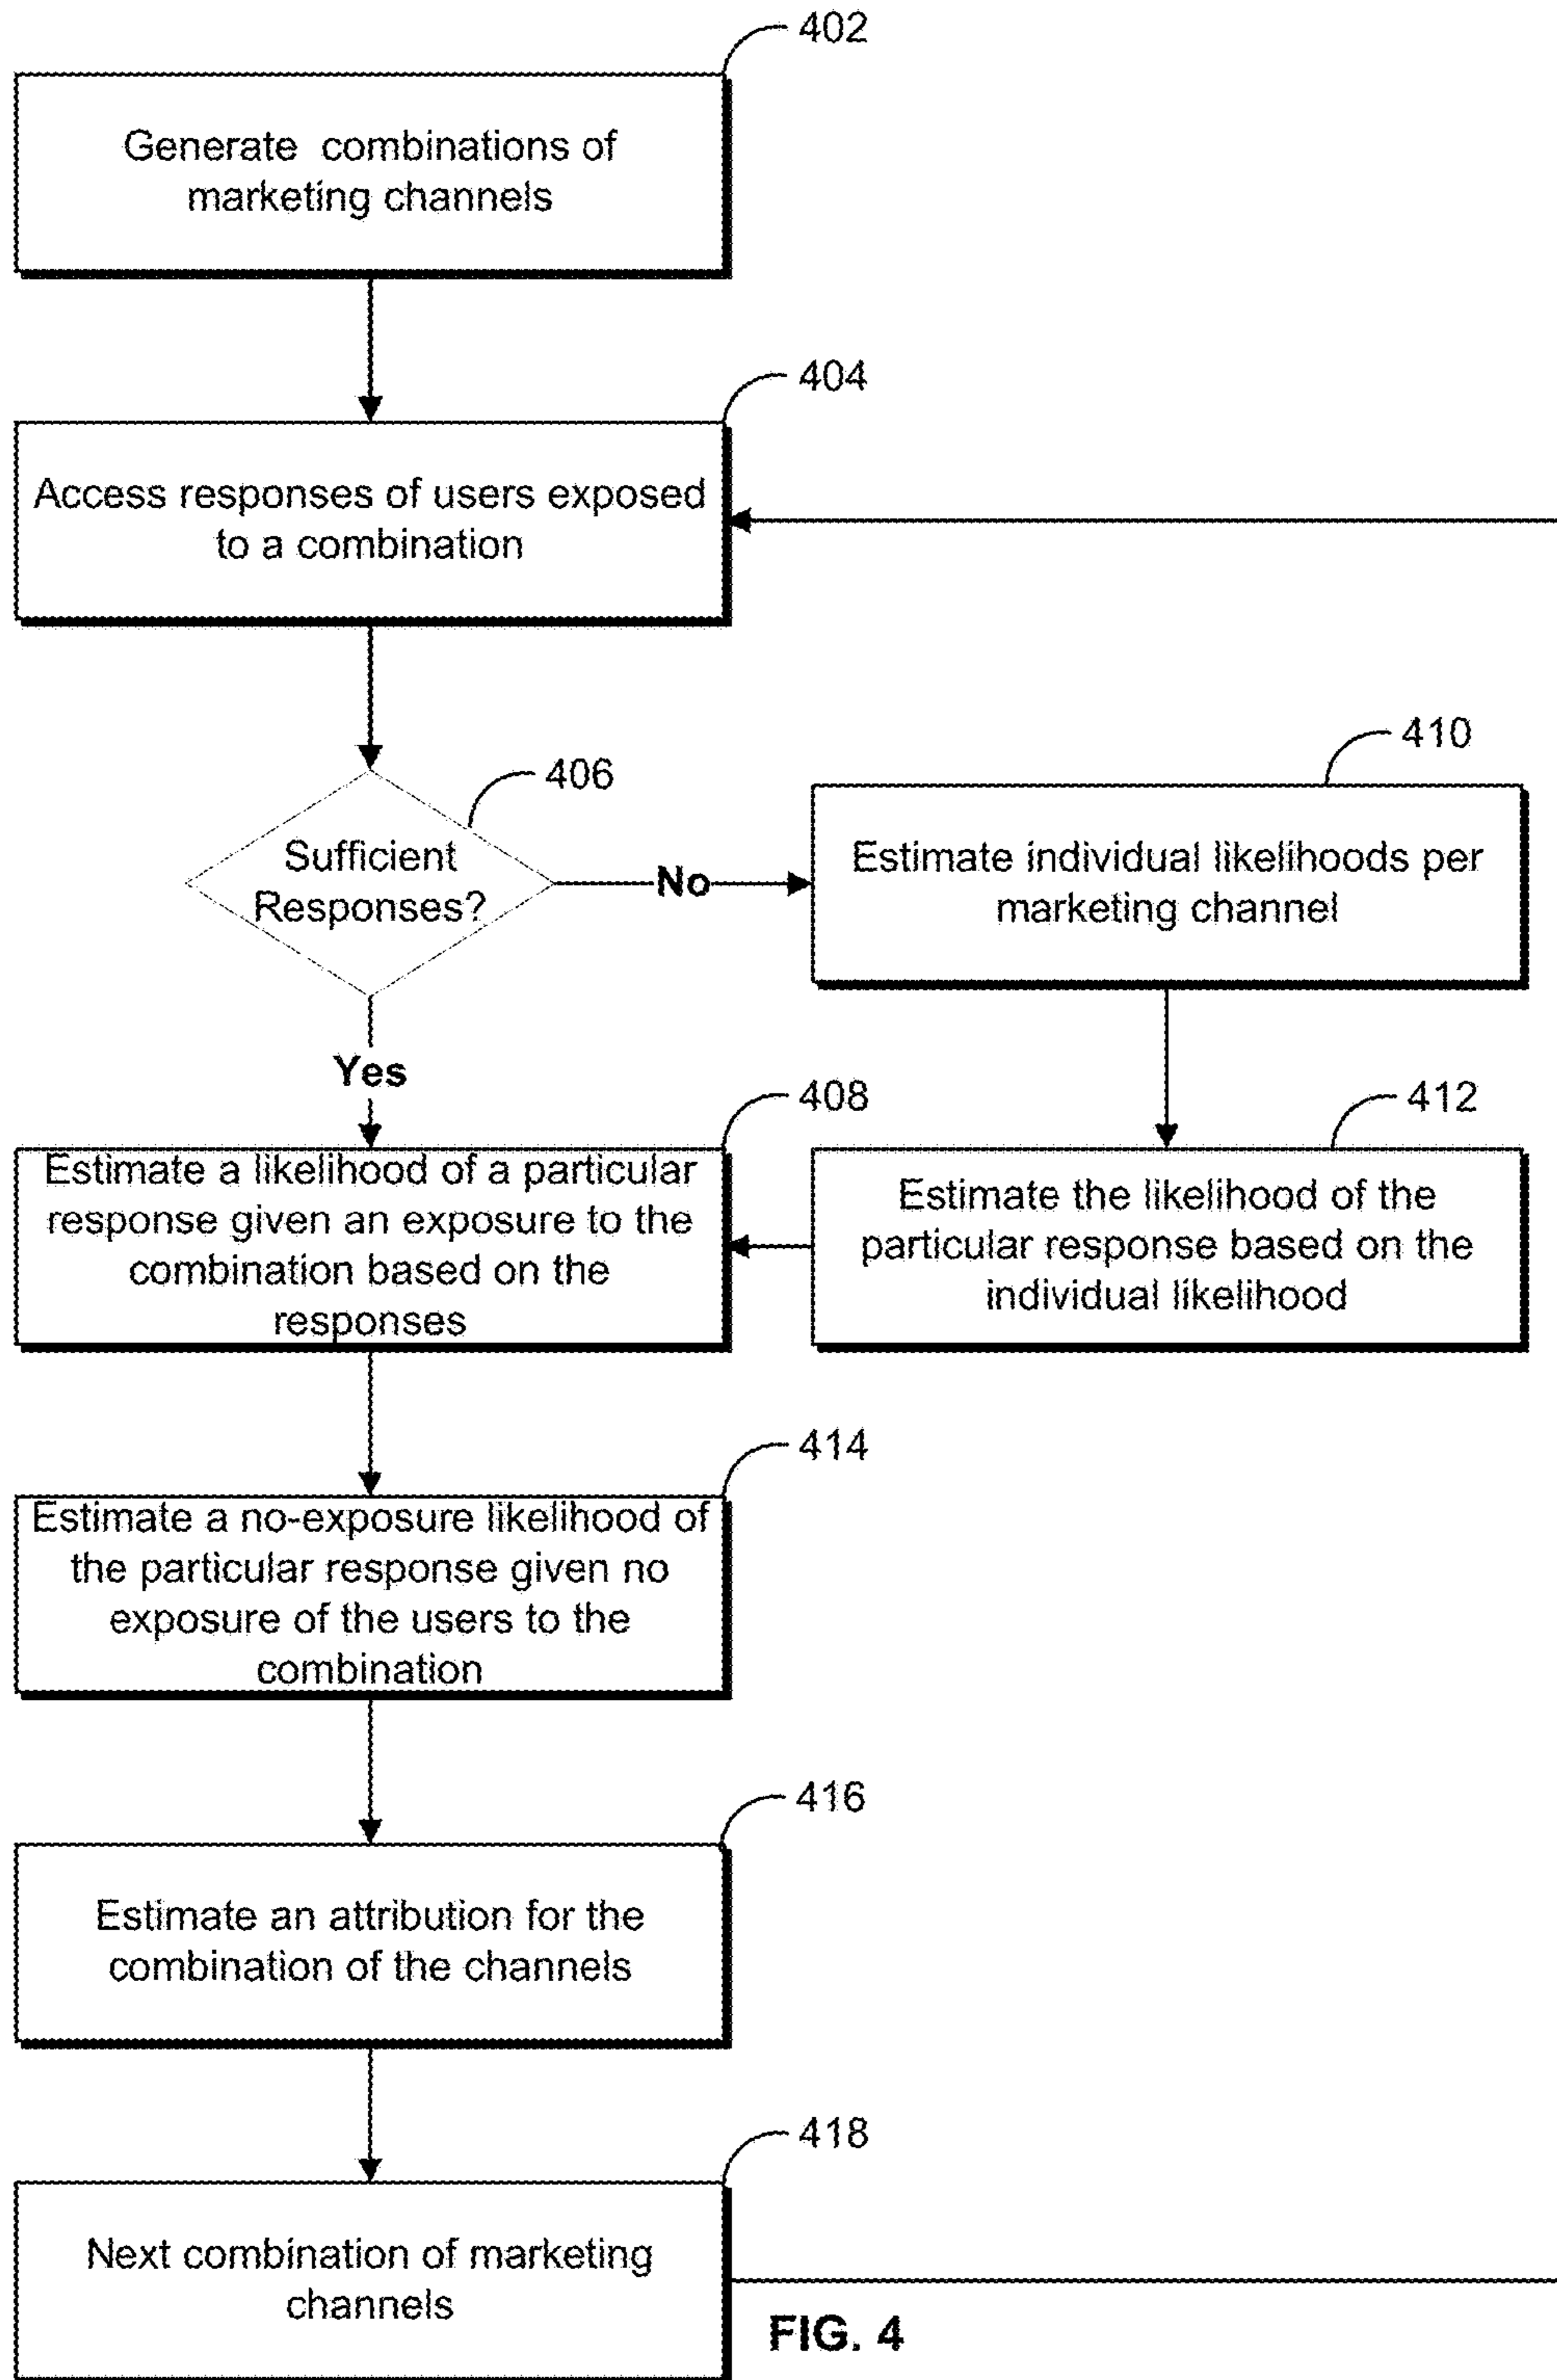 402
Generate combinations of
marketing channels
404
Access responses of users exposed
to a combination
406
Sufficient
Responses?
No
410
Estimate individual likelihoods per
marketing channel
Yes
408
Estimate a likelihood of a particular
response given an exposure to the
combination based on the
responses
412
Estimate the likelihood of the
particular response based on the
individual likelihood
414
Estimate a no-exposure likelihood of
the particular response given no
exposure of the users to the
combination
416
Estimate an attribution for the
combination of the channels
418
Next combination of marketing
channels
FIG. 4